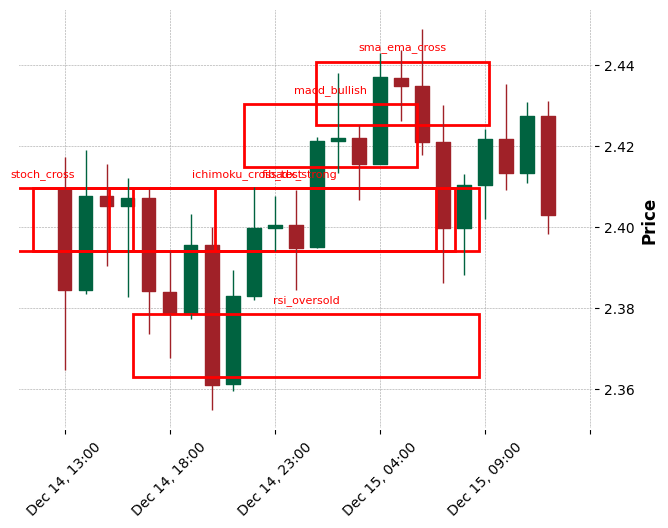 sma_ema_cross
2.44
macd_bullish
2.42
stoch_cross
2.40
Price
rsi_oversold
2.38
2.36
Dec 14, 13:00
Dec 14, 18:00
Dec 14, 23:00
Dec 15, 04:00
Dec 15, 09:00